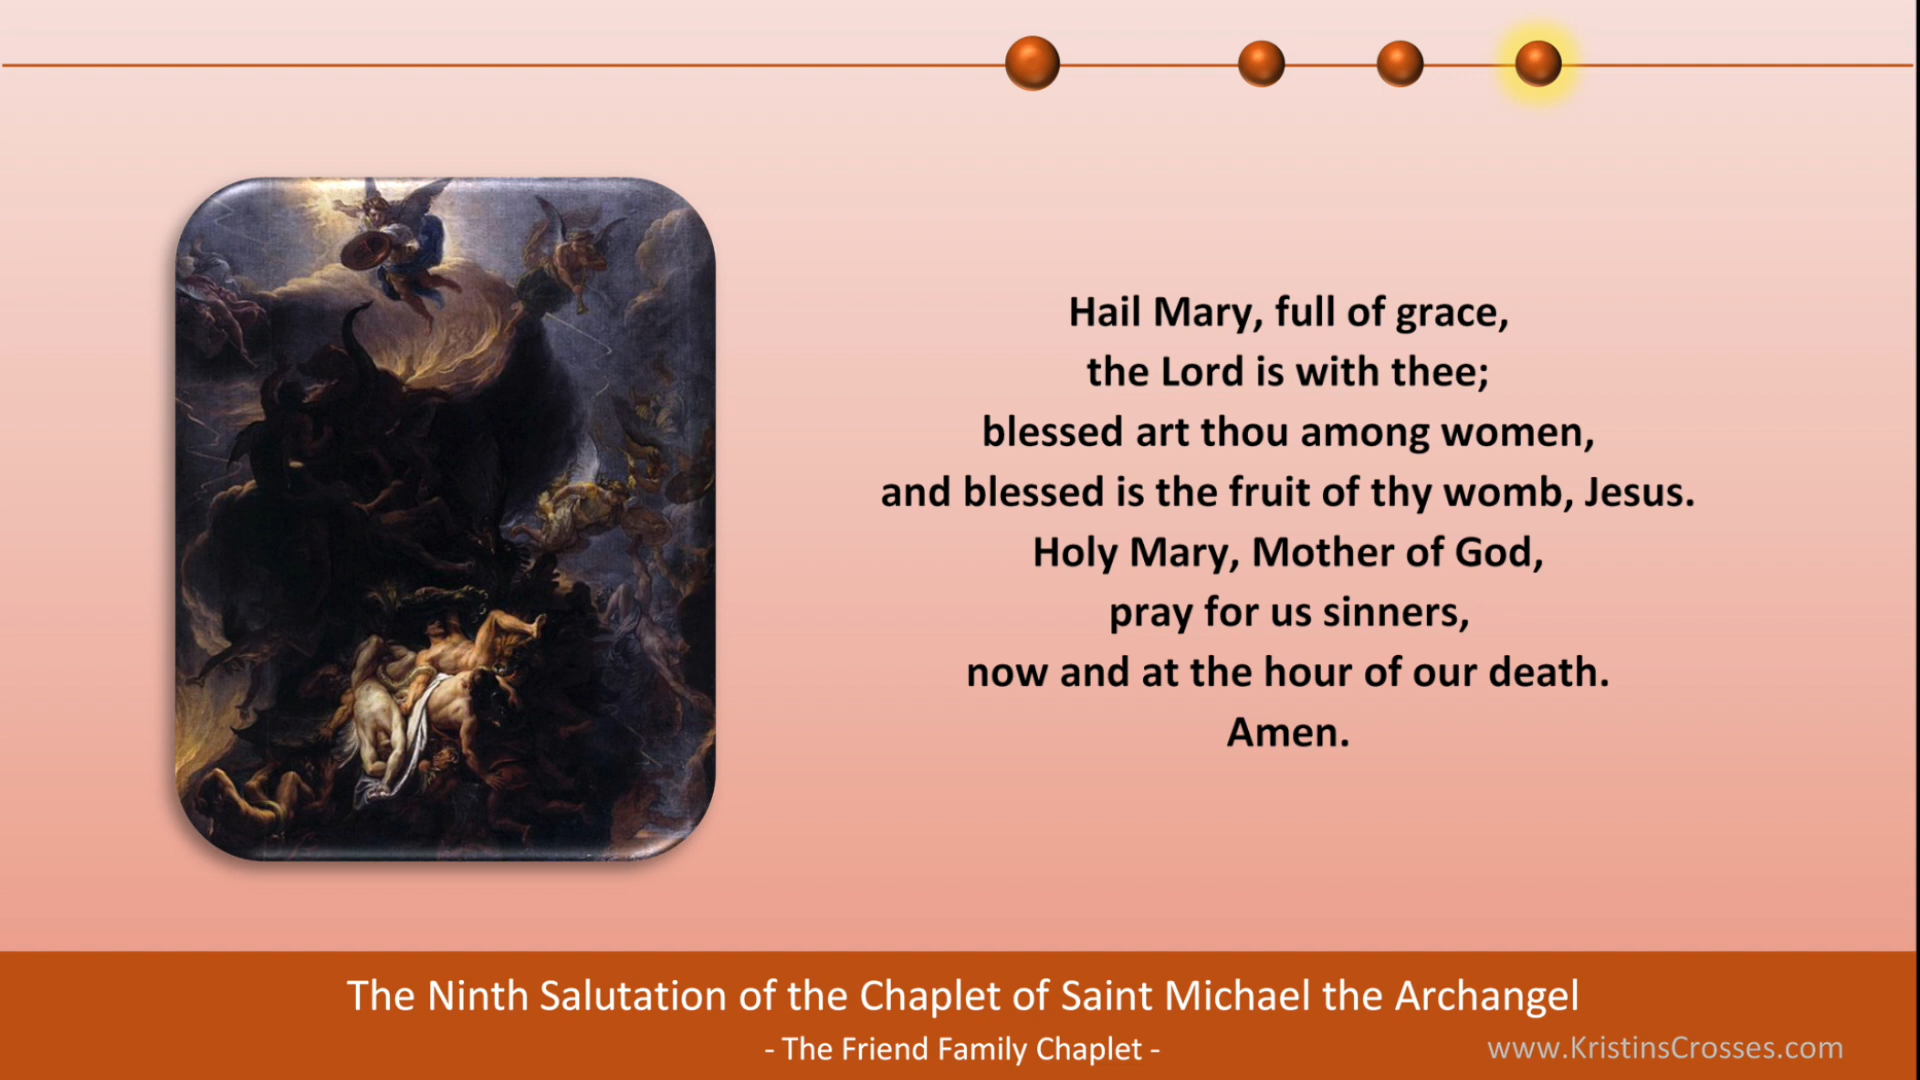 Hail Mary, full of grace,
the Lord is with thee;
blessed art thou among women,
and blessed is the fruit of thy womb, Jesus.
Holy Mary, Mother of God,
pray for us sinners,
now and at the hour of our death.
Amen.
The Ninth Salutation of the Chaplet of Saint Michael the Archangel
- The Friend Family Chaplet -
www.KristinsCrosses.com